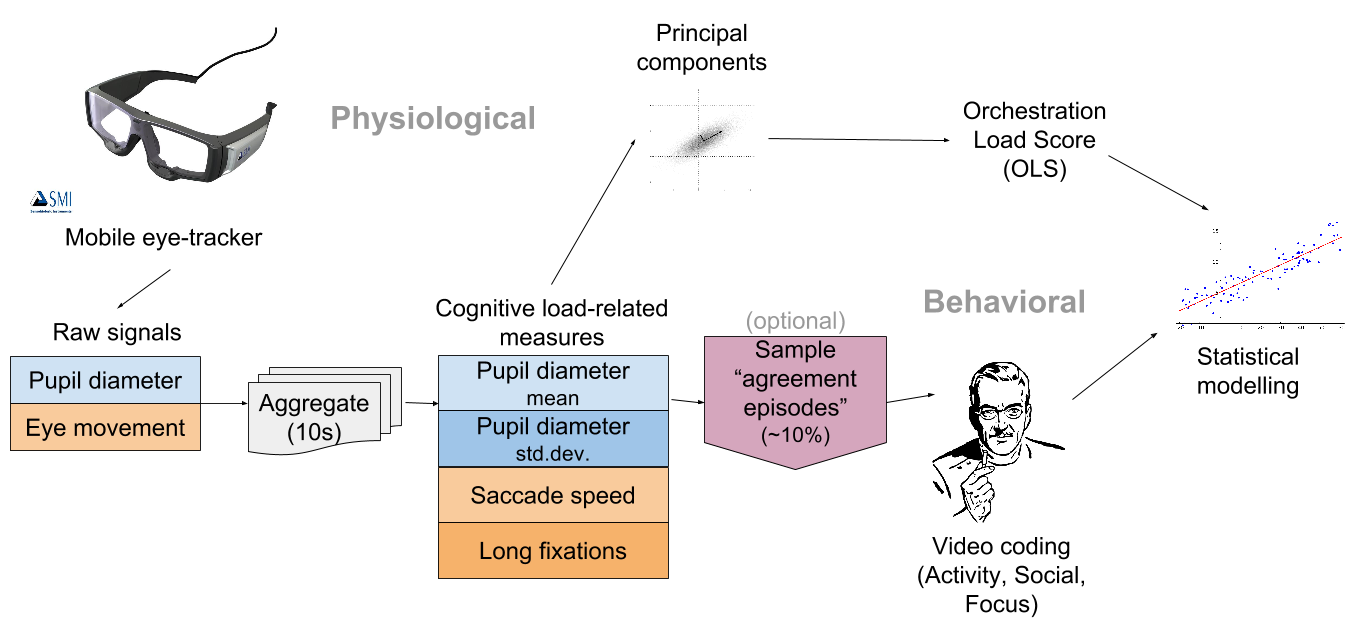 Principal
components
Physiological
Orchestration
Load Score
(OLS)
SMI
Mobile eye-tracker
Raw signals
Pupil diameter
Eye movement
Aggregate
(10s)
Cognitive load-related
measures
Pupil diameter
mean
Pupil diameter
std.dev.
Saccade speed
Long fixations
(optional)
Sample
“agreement
episodes”
(~10%)
Behavioral
Video coding
(Activity, Social,
Focus)
Statistical
modelling